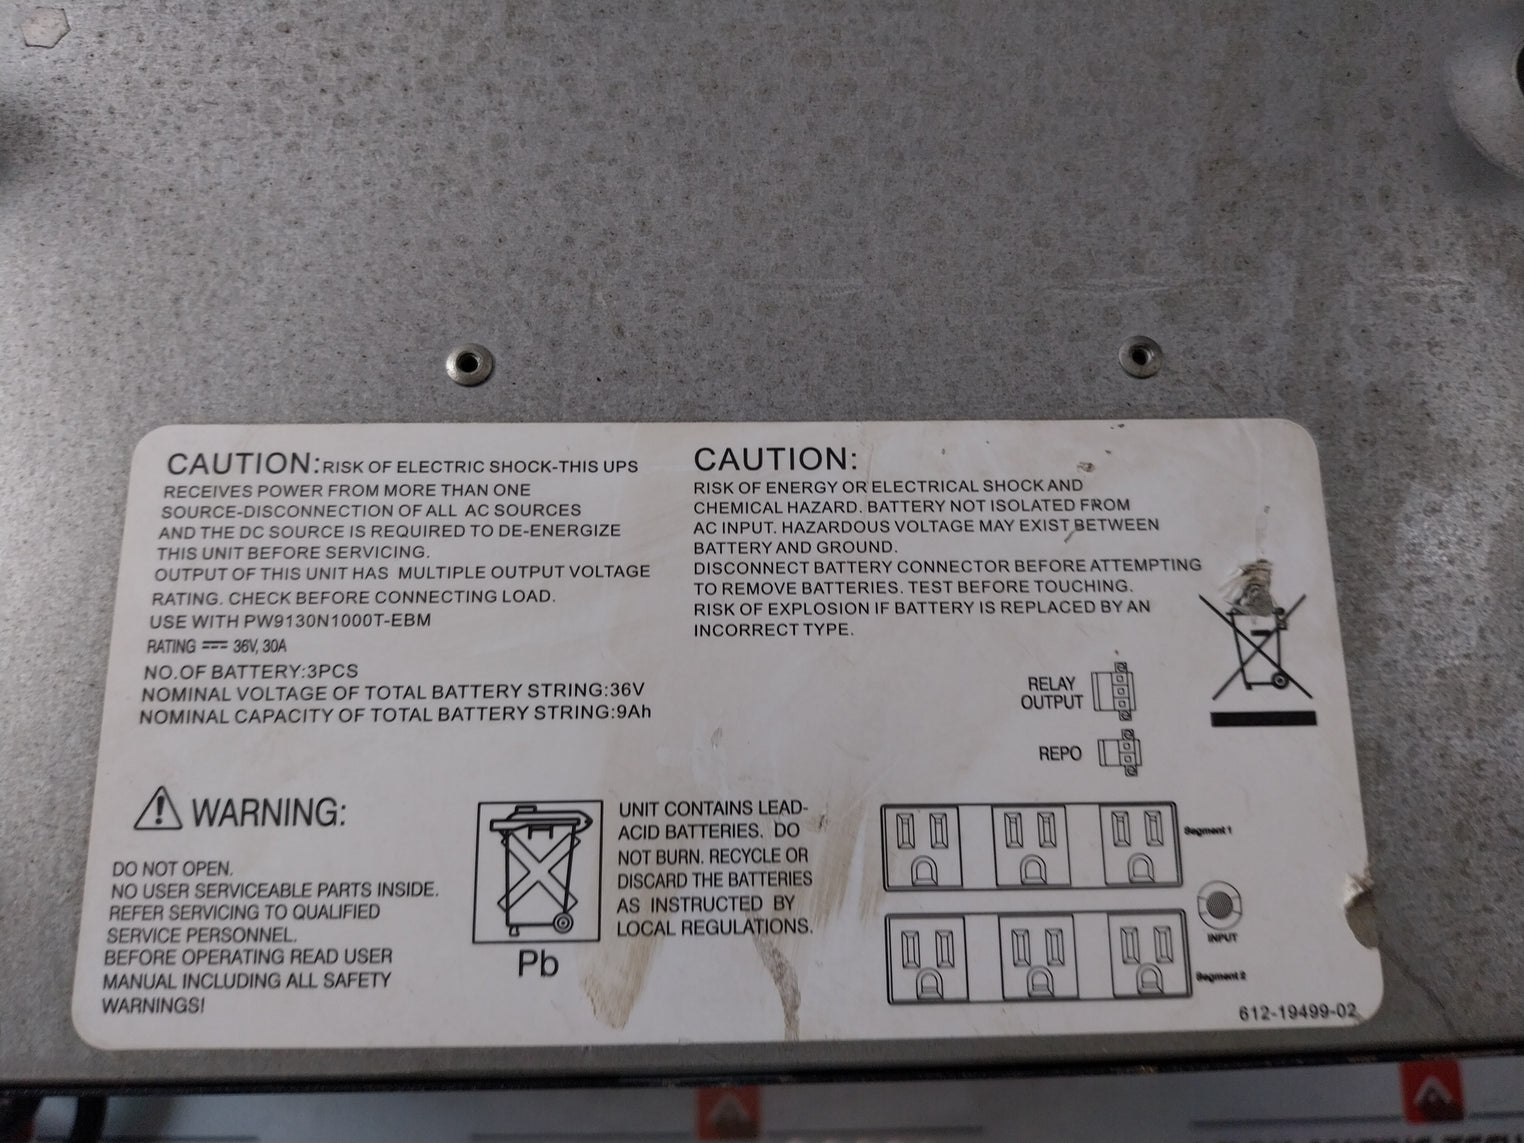 CAUTION:RISK OF ELECTRIC SHOCK-THIS UPS
RECEIVES POWER FROM MORE THAN ONE
SOURCE-DISCONNECTION OF ALL AC SOURCES
AND THE DC SOURCE IS REQUIRED TO DE-ENERGIZE
THIS UNIT BEFORE SERVICING.
OUTPUT OF THIS UNIT HAS MULTIPLE OUTPUT VOLTAGE
RATING. CHECK BEFORE CONNECTING LOAD.
USE WITH PW9130N1000T-EBM
RATING ⎓ 36V, 30A
NO.OF BATTERY:3PCS
NOMINAL VOLTAGE OF TOTAL BATTERY STRING:36V
NOMINAL CAPACITY OF TOTAL BATTERY STRING:9Ah
CAUTION:
RISK OF ENERGY OR ELECTRICAL SHOCK AND
CHEMICAL HAZARD. BATTERY NOT ISOLATED FROM
AC INPUT. HAZARDOUS VOLTAGE MAY EXIST BETWEEN
BATTERY AND GROUND.
DISCONNECT BATTERY CONNECTOR BEFORE ATTEMPTING
TO REMOVE BATTERIES. TEST BEFORE TOUCHING.
RISK OF EXPLOSION IF BATTERY IS REPLACED BY AN
INCORRECT TYPE.
RELAY
OUTPUT
REPO
WARNING:
DO NOT OPEN.
NO USER SERVICEABLE PARTS INSIDE.
REFER SERVICING TO QUALIFIED
SERVICE PERSONNEL.
BEFORE OPERATING READ USER
MANUAL INCLUDING ALL SAFETY
WARNINGS!
Pb
UNIT CONTAINS LEAD-
ACID BATTERIES. DO
NOT BURN. RECYCLE OR
DISCARD THE BATTERIES
AS INSTRUCTED BY
LOCAL REGULATIONS.
Segment 1
INPUT
Segment 2
612-19499-02